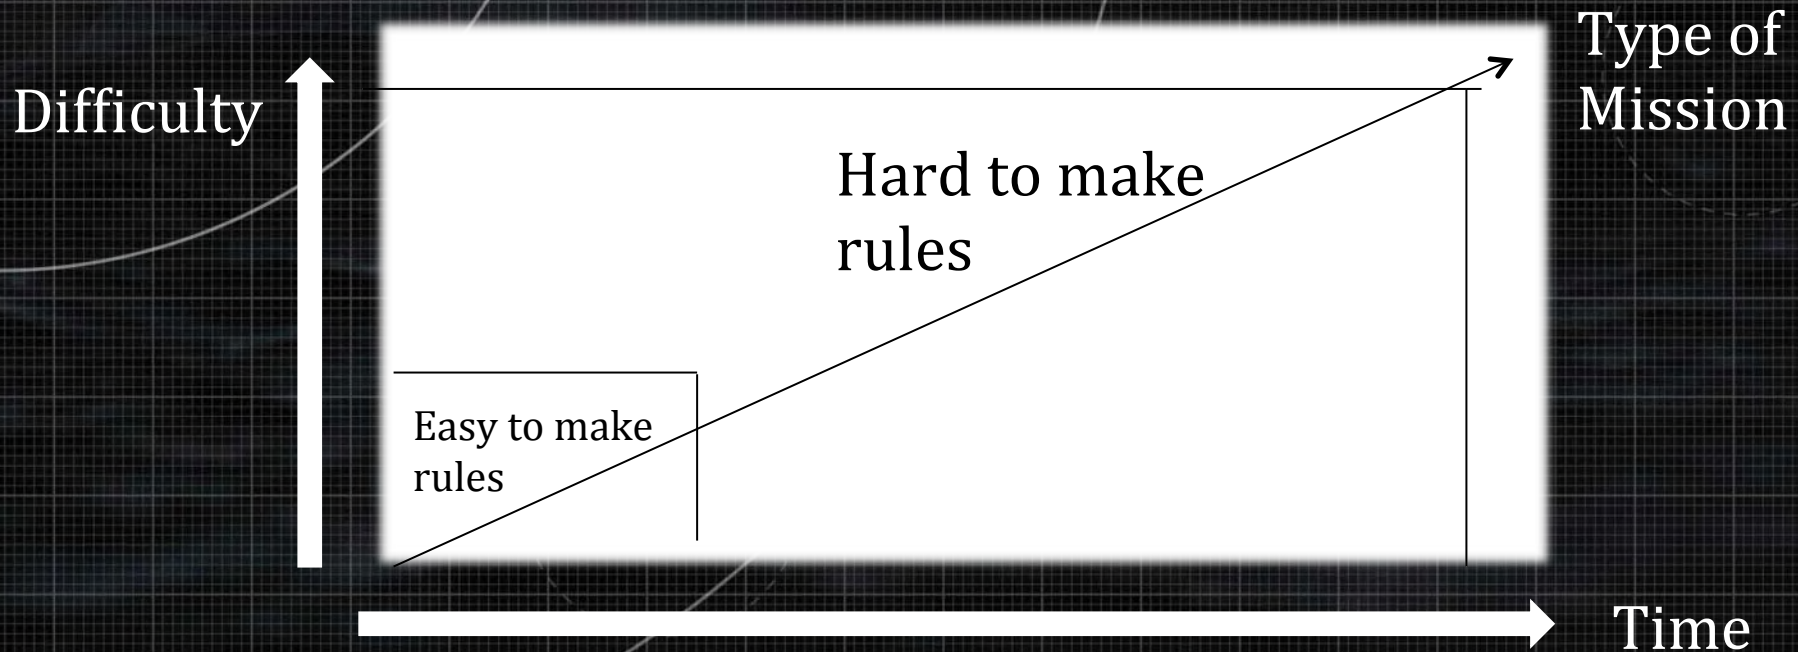 Type of
Mission
Difficulty
Hard to make
rules
Easy to make
rules
Time